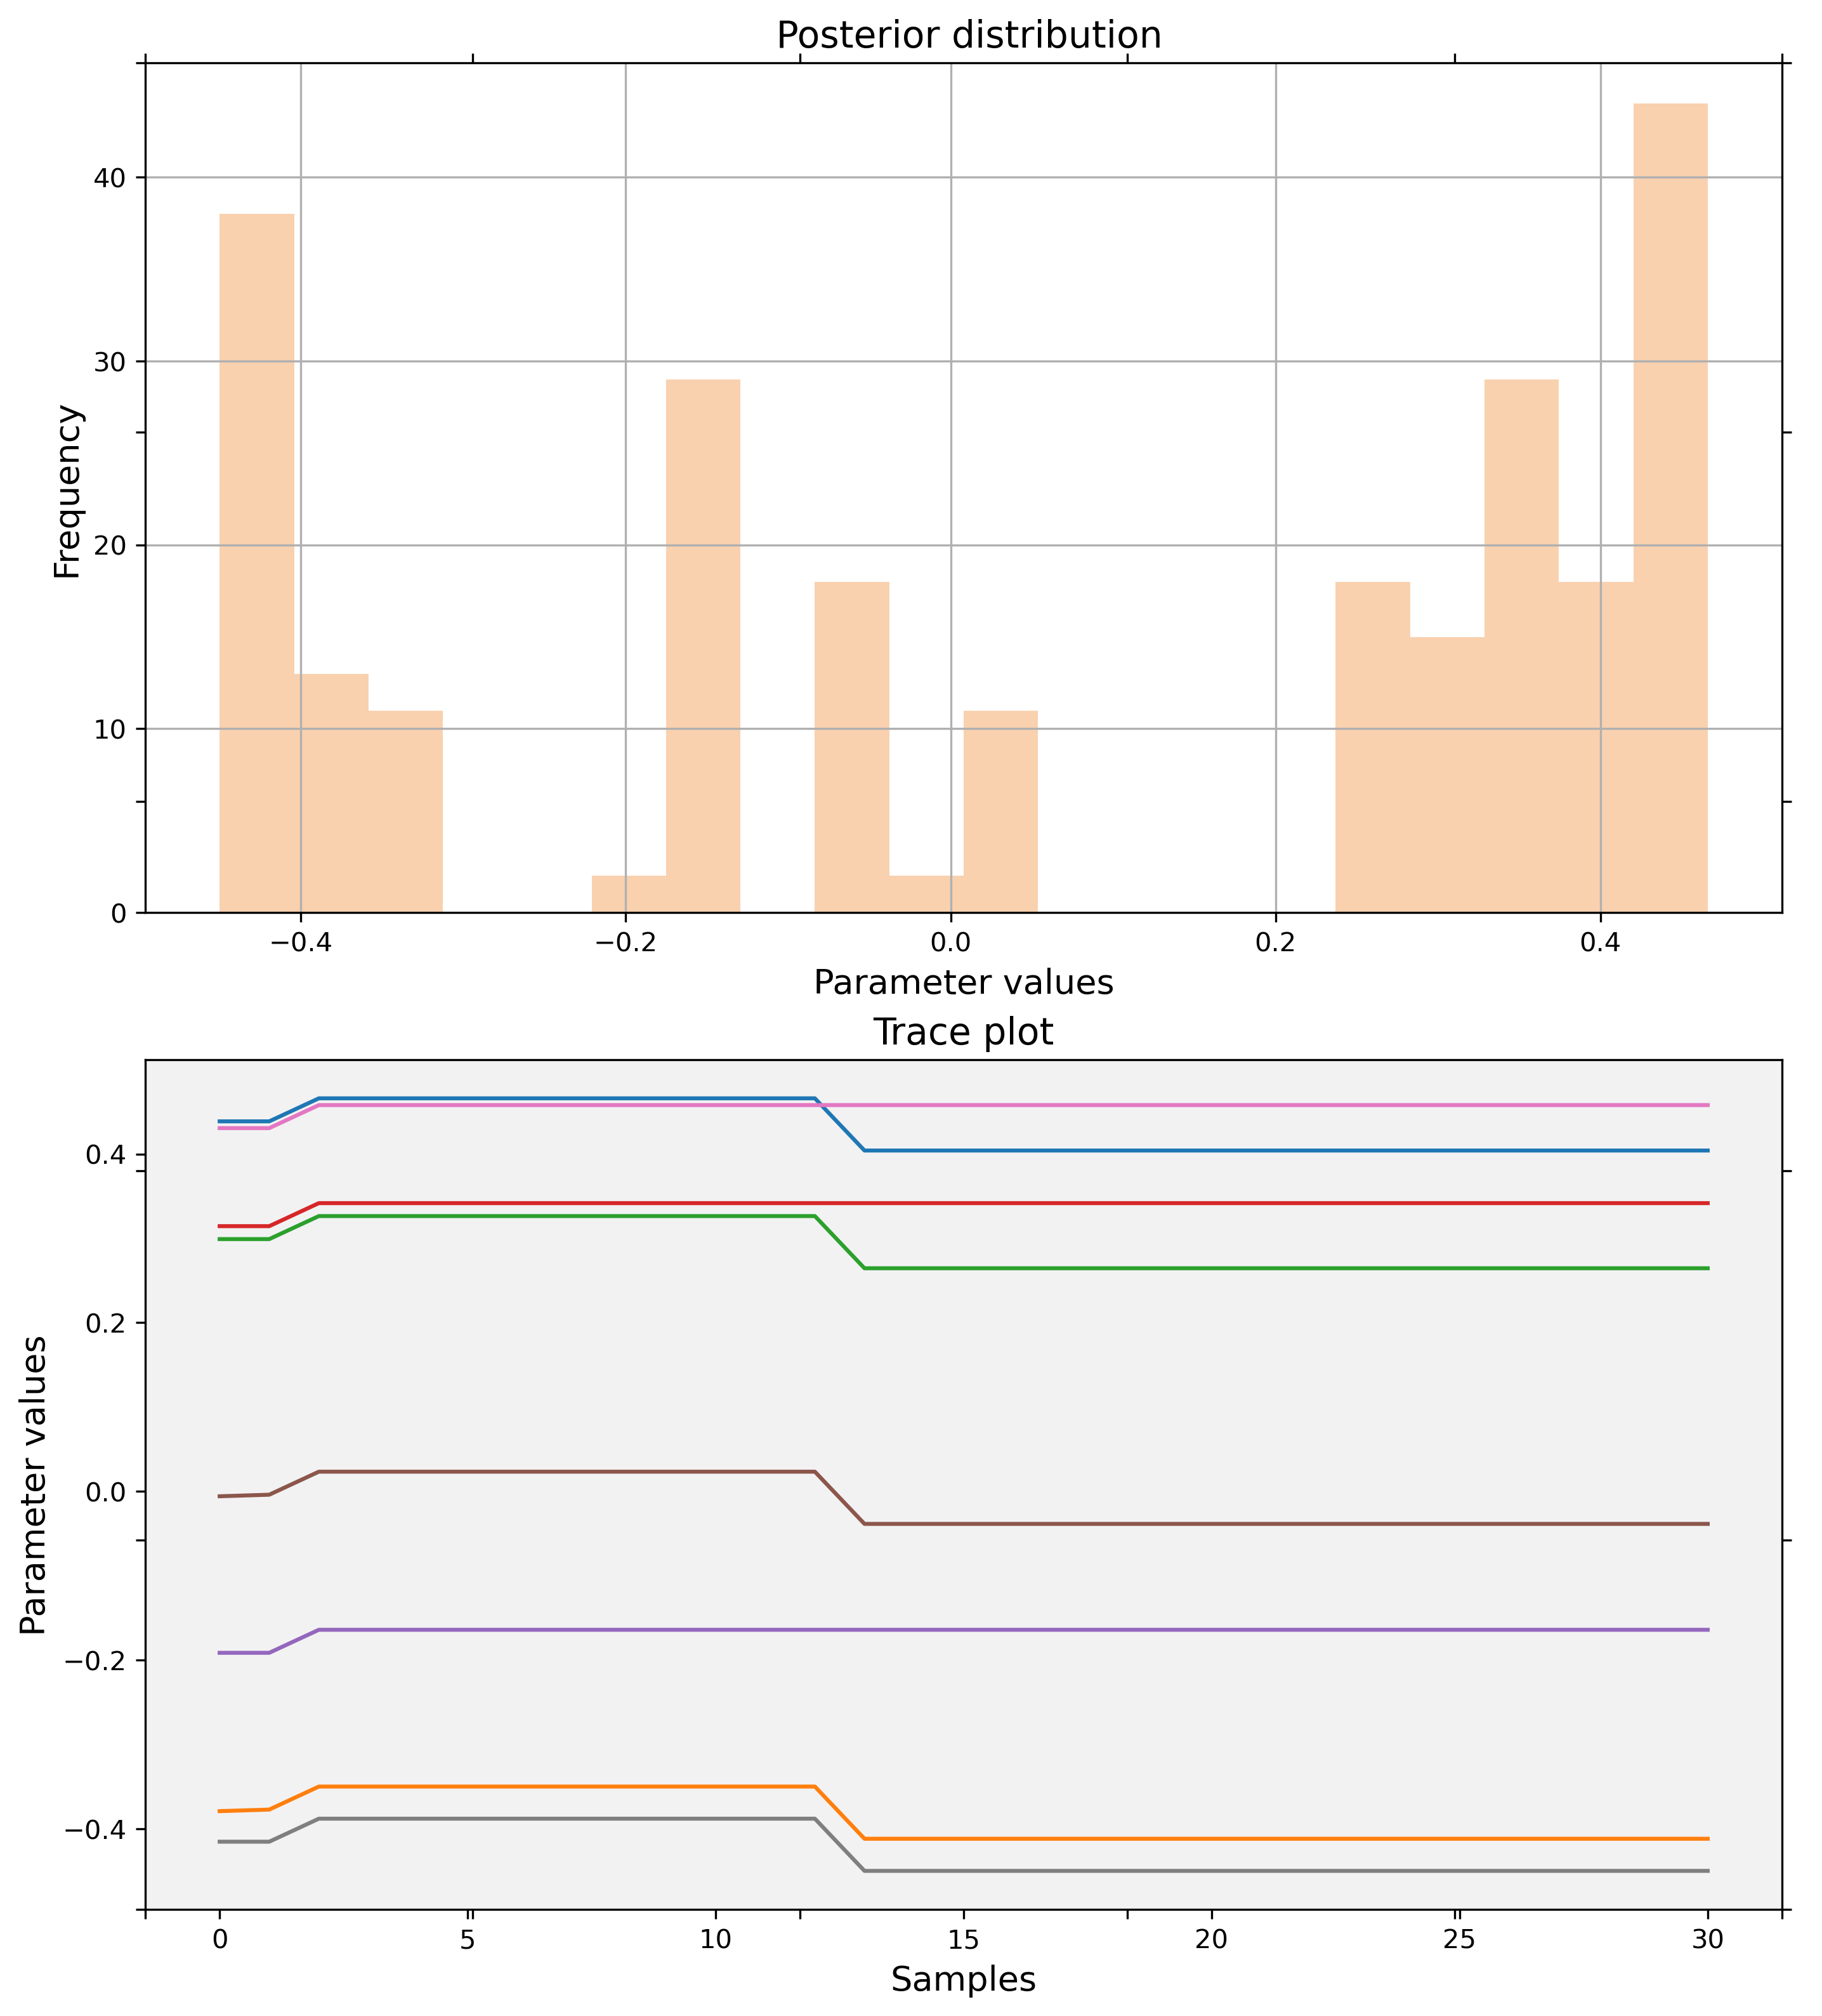 Posterior distribution
Frequency
40
30
20
10
0
−0.4 −0.2 0.0 0.2 0.4
Parameter values
Trace plot
Parameter values
0.4
0.2
0.0
−0.2
−0.4
0 5 10 15 20 25 30
Samples